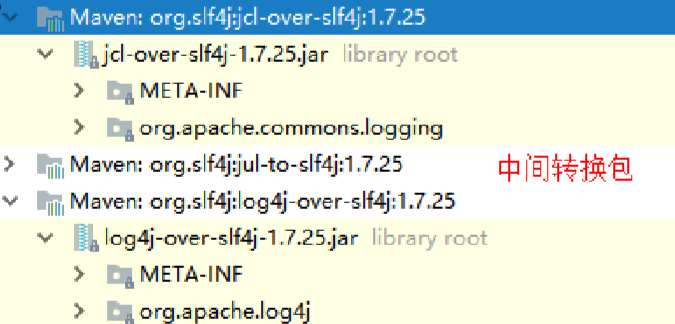 Maven: org.slf4j:jcl-over-slf4j:1.7.25
jcl-over-slf4j-1.7.25.jar library root
META-INF
org.apache.commons.logging
Maven: org.slf4j:jul-to-slf4j:1.7.25 中间转换包
Maven: org.slf4j:log4j-over-slf4j:1.7.25
log4j-over-slf4j-1.7.25.jar library root
META-INF
org.apache.log4j